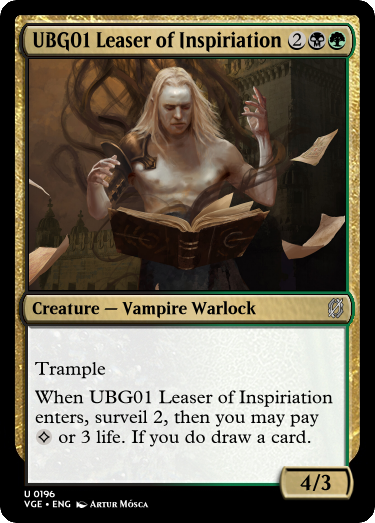 UBG01 Leaser of Inspiriation 2
Creature — Vampire Warlock
Trample
When UBG01 Leaser of Inspiriation
enters, surveil 2, then you may pay
or 3 life. If you do draw a card.
4/3
U 0196
VGE • ENG Artur Mósca